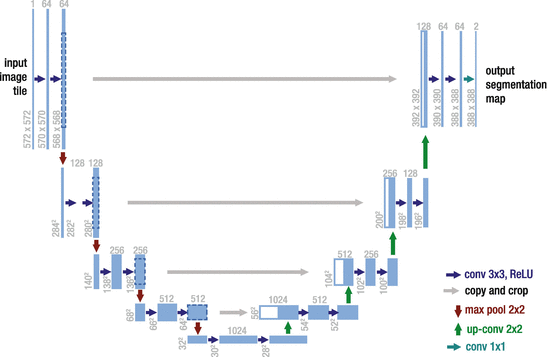 1 64 64
128 64 64 2
input
image
tile
output
segmentation
map
572 x 572
570 x 570
568 x 568
392 x 392
390 x 390
388 x 388
388 x 388
128 128
256 128
284²
282²
280²
200²
198²
196²
256 256
512 256
140²
138²
136²
104²
102²
100²
512 512
1024 512
68²
66²
64²
56²
54²
52²
1024
32²
30²
28²
conv 3x3, ReLU
copy and crop
max pool 2x2
up-conv 2x2
conv 1x1